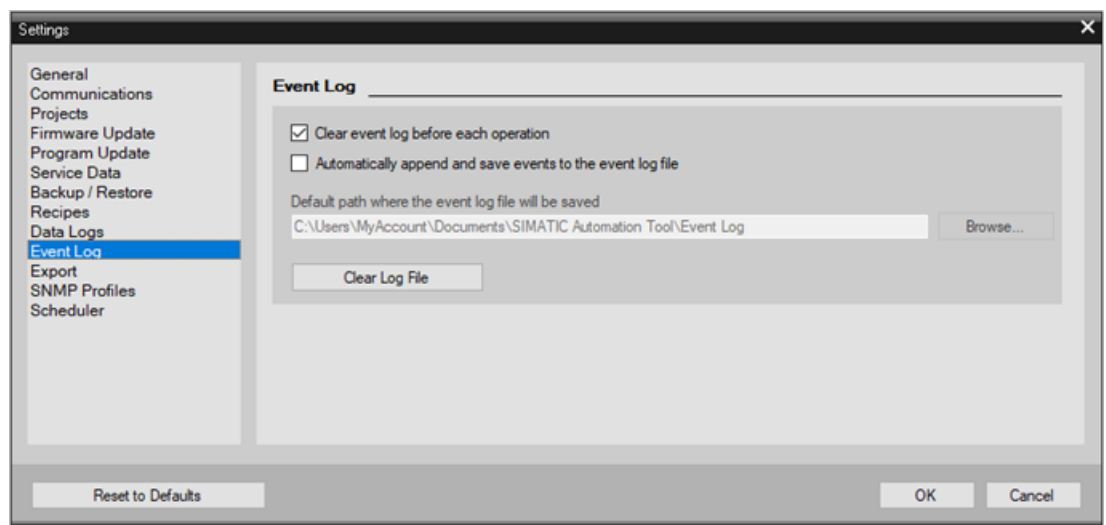 Settings
General
Communications
Projects
Firmware Update
Program Update
Service Data
Backup / Restore
Recipes
Data Logs
Event Log
Export
SNMP Profiles
Scheduler
Event Log
Clear event log before each operation
Automatically append and save events to the event log file
Default path where the event log file will be saved
C:\Users\MyAccount\Documents\SIMATIC Automation Tool\Event Log
Browse...
Clear Log File
Reset to Defaults
OK
Cancel